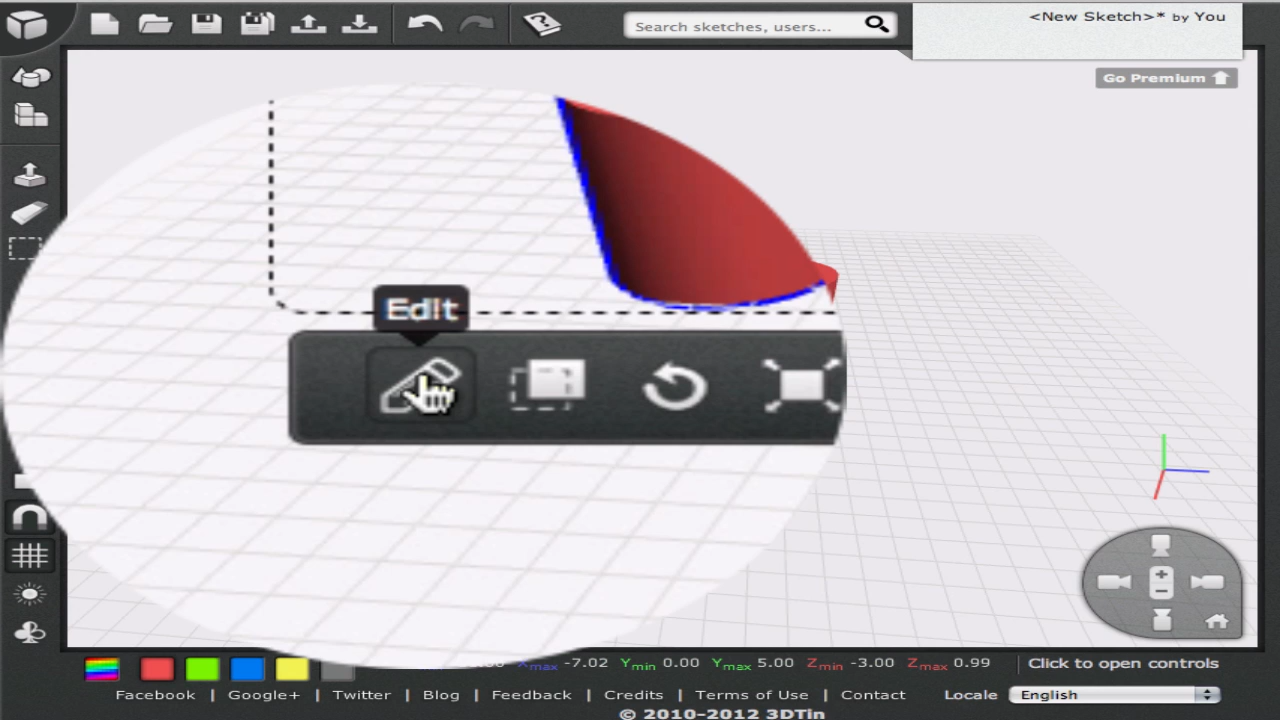 Search sketches, users...
<New Sketch>* by You
Go Premium
Edit
Xmax -7.02 Ymin 0.00 Ymax 5.00 Zmin -3.00 Zmax 0.99 Click to open controls
Facebook | Google+ | Twitter | Blog | Feedback | Credits | Terms of Use | Contact Locale English
© 2010-2012 3DTin